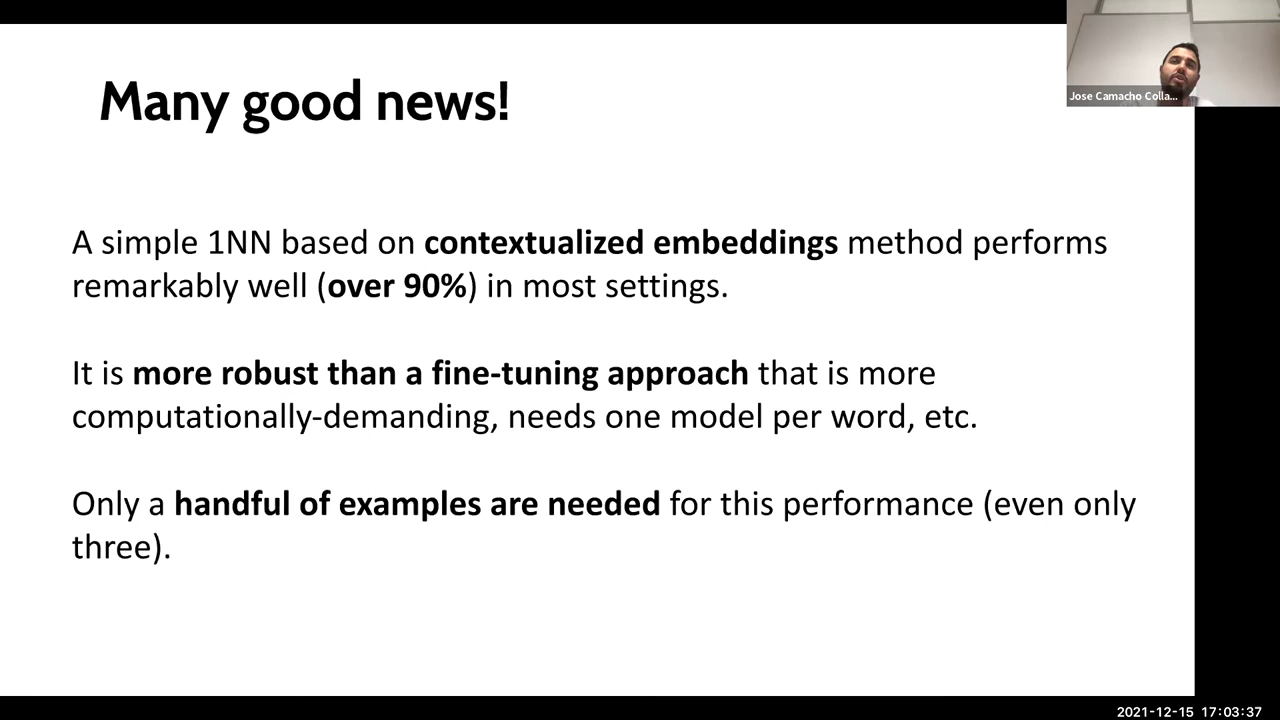 Many good news!
Jose Camacho Colla...
A simple 1NN based on contextualized embeddings method performs
remarkably well (over 90%) in most settings.
It is more robust than a fine-tuning approach that is more
computationally-demanding, needs one model per word, etc.
Only a handful of examples are needed for this performance (even only
three).
2021-12-15 17:03:37